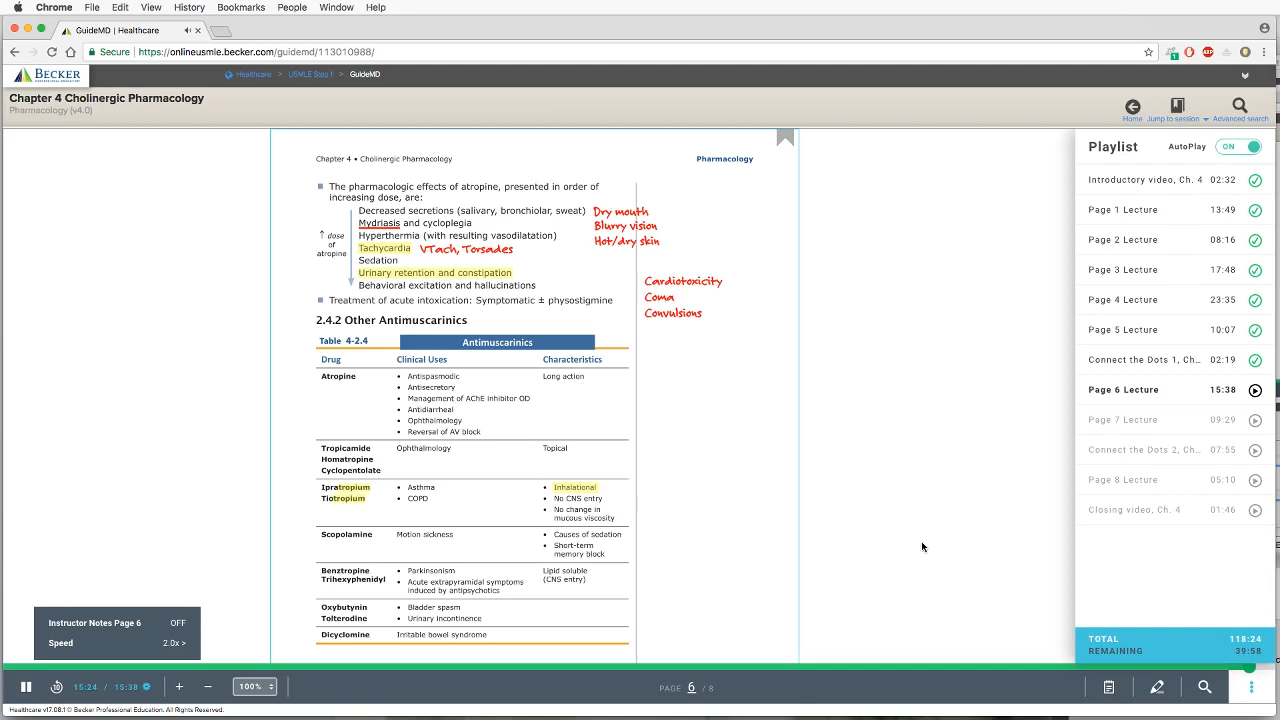 Chrome File Edit View History Bookmarks People Window Help
GuideMD | Healthcare
Secure https://onlineusmle.becker.com/guidemd/113010988/
ABP
1
BECKER
PROFESSIONAL EDUCATION
Healthcare > USMLE Step 1 > GuideMD
Chapter 4 Cholinergic Pharmacology
Pharmacology (v4.0)
Home Jump to session Advanced search
Chapter 4 • Cholinergic Pharmacology Pharmacology
The pharmacologic effects of atropine, presented in order of
increasing dose, are:
↑ dose
of
atropine
Decreased secretions (salivary, bronchiolar, sweat) Dry mouth
Mydriasis and cycloplegia Blurry vision
Hyperthermia (with resulting vasodilatation) Hot/dry skin
Tachycardia VTach, Torsades
Sedation
Urinary retention and constipation
Behavioral excitation and hallucinations
Cardiotoxicity
Coma
Convulsions
Treatment of acute intoxication: Symptomatic ± physostigmine
2.4.2 Other Antimuscarinics
Table 4-2.4 Antimuscarinics
Drug Clinical Uses Characteristics
Atropine • Antispasmodic Long action
• Antisecretory
• Management of AChE inhibitor OD
• Antidiarrheal
• Ophthalmology
• Reversal of AV block
Tropicamide Ophthalmology Topical
Homatropine
Cyclopentolate
Ipratropium • Asthma • Inhalational
Tiotropium • COPD • No CNS entry
• No change in
mucous viscosity
Scopolamine Motion sickness • Causes of sedation
• Short-term
memory block
Benztropine • Parkinsonism Lipid soluble
Trihexyphenidyl • Acute extrapyramidal symptoms (CNS entry)
induced by antipsychotics
Oxybutynin • Bladder spasm
Tolterodine • Urinary incontinence
Dicyclomine Irritable bowel syndrome
Playlist AutoPlay ON
Introductory video, Ch. 4 02:32
Page 1 Lecture 13:49
Page 2 Lecture 08:16
Page 3 Lecture 17:48
Page 4 Lecture 23:35
Page 5 Lecture 10:07
Connect the Dots 1, Ch... 02:19
Page 6 Lecture 15:38
Page 7 Lecture 09:29
Connect the Dots 2, Ch... 07:55
Page 8 Lecture 05:10
Closing video, Ch. 4 01:46
TOTAL 118:24
REMAINING 39:58
Instructor Notes Page 6 OFF
Speed 2.0x >
10 15:24 / 15:38 + − 100% PAGE 6 / 8
Healthcare v17.08.1 © Becker Professional Education. All Rights Reserved.